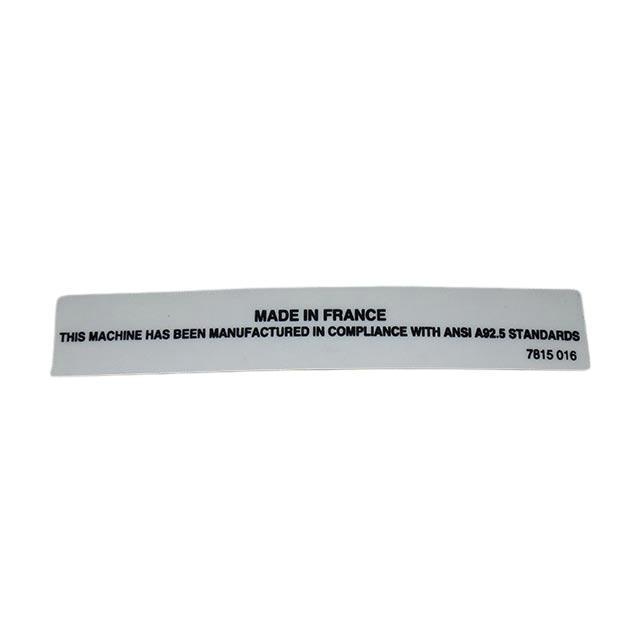 MADE IN FRANCE
THIS MACHINE HAS BEEN MANUFACTURED IN COMPLIANCE WITH ANSI A92.5 STANDARDS
7815 016